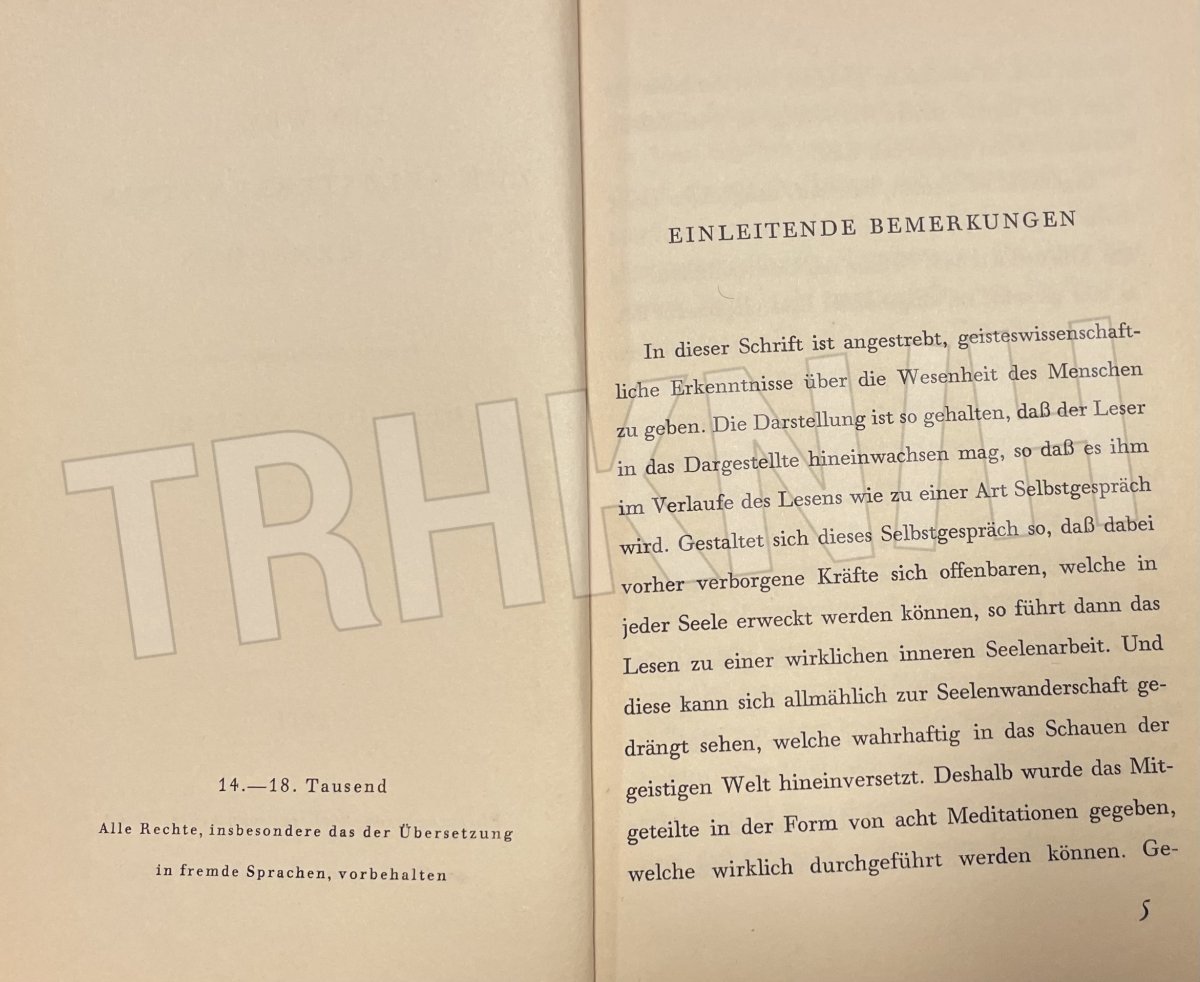 14.—18. Tausend
Alle Rechte, insbesondere das der Übersetzung
in fremde Sprachen, vorbehalten
EINLEITENDE BEMERKUNGEN
In dieser Schrift ist angestrebt, geisteswissenschaft-
liche Erkenntnisse über die Wesenheit des Menschen
zu geben. Die Darstellung ist so gehalten, daß der Leser
in das Dargestellte hineinwachsen mag, so daß es ihm
im Verlaufe des Lesens wie zu einer Art Selbstgespräch
wird. Gestaltet sich dieses Selbstgespräch so, daß dabei
vorher verborgene Kräfte sich offenbaren, welche in
jeder Seele erweckt werden können, so führt dann das
Lesen zu einer wirklichen inneren Seelenarbeit. Und
diese kann sich allmählich zur Seelenwanderschaft ge-
drängt sehen, welche wahrhaftig in das Schauen der
geistigen Welt hineinversetzt. Deshalb wurde das Mit-
geteilte in der Form von acht Meditationen gegeben,
welche wirklich durchgeführt werden können. Ge-
5